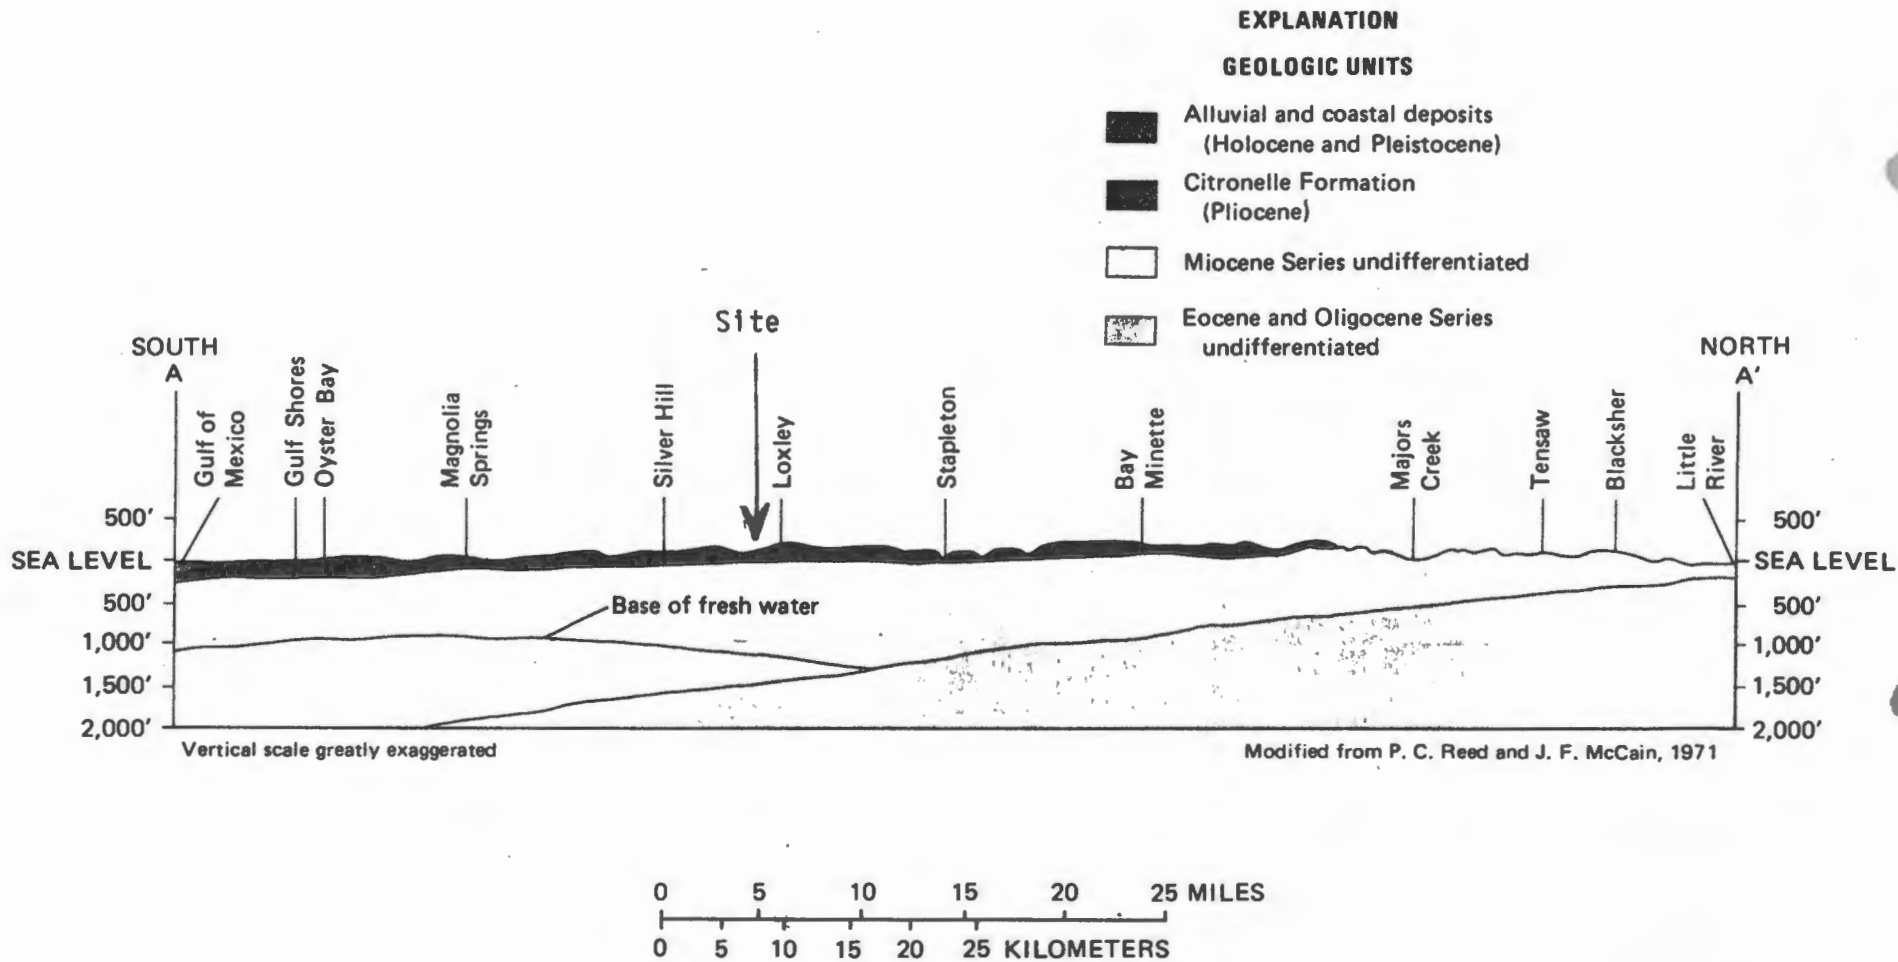 EXPLANATION
GEOLOGIC UNITS
Alluvial and coastal deposits
(Holocene and Pleistocene)
Citronelle Formation
(Pliocene)
Miocene Series undifferentiated
Eocene and Oligocene Series
undifferentiated
Site
SOUTH
A
NORTH
A'
Gulf of
Mexico
Gulf Shores
Oyster Bay
Magnolia
Springs
Silver Hill
Loxley
Stapleton
Bay
Minette
Majors
Creek
Tensaw
Blacksher
Little
River
500'
SEA LEVEL
500'
1,000'
1,500'
2,000'
500'
SEA LEVEL
500'
1,000'
1,500'
2,000'
Base of fresh water
Vertical scale greatly exaggerated
Modified from P. C. Reed and J. F. McCain, 1971
0 5 10 15 20 25 MILES
0 5 10 15 20 25 KILOMETERS